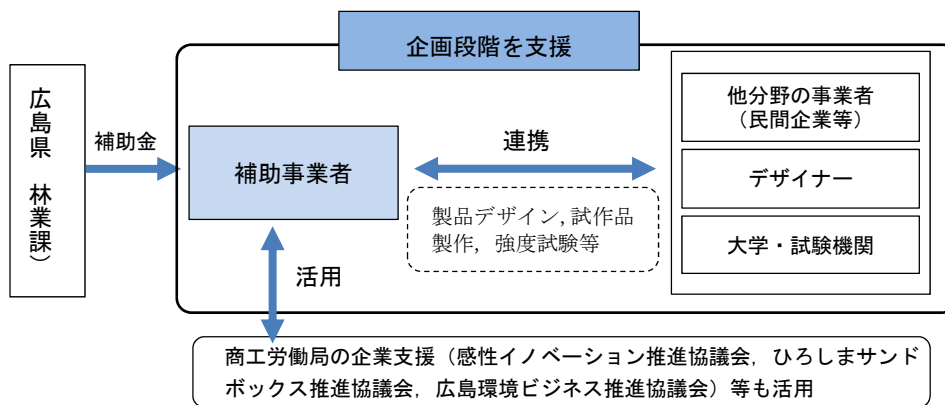 企画段階を支援
広島県　林業課）
補助金
補助事業者
連携
製品デザイン, 試作品
製作, 強度試験等
他分野の事業者
（民間企業等）
デザイナー
大学・試験機関
活用
商工労働局の企業支援（感性イノベーション推進協議会，ひろしまサンド
ボックス推進協議会，広島環境ビジネス推進協議会）等も活用